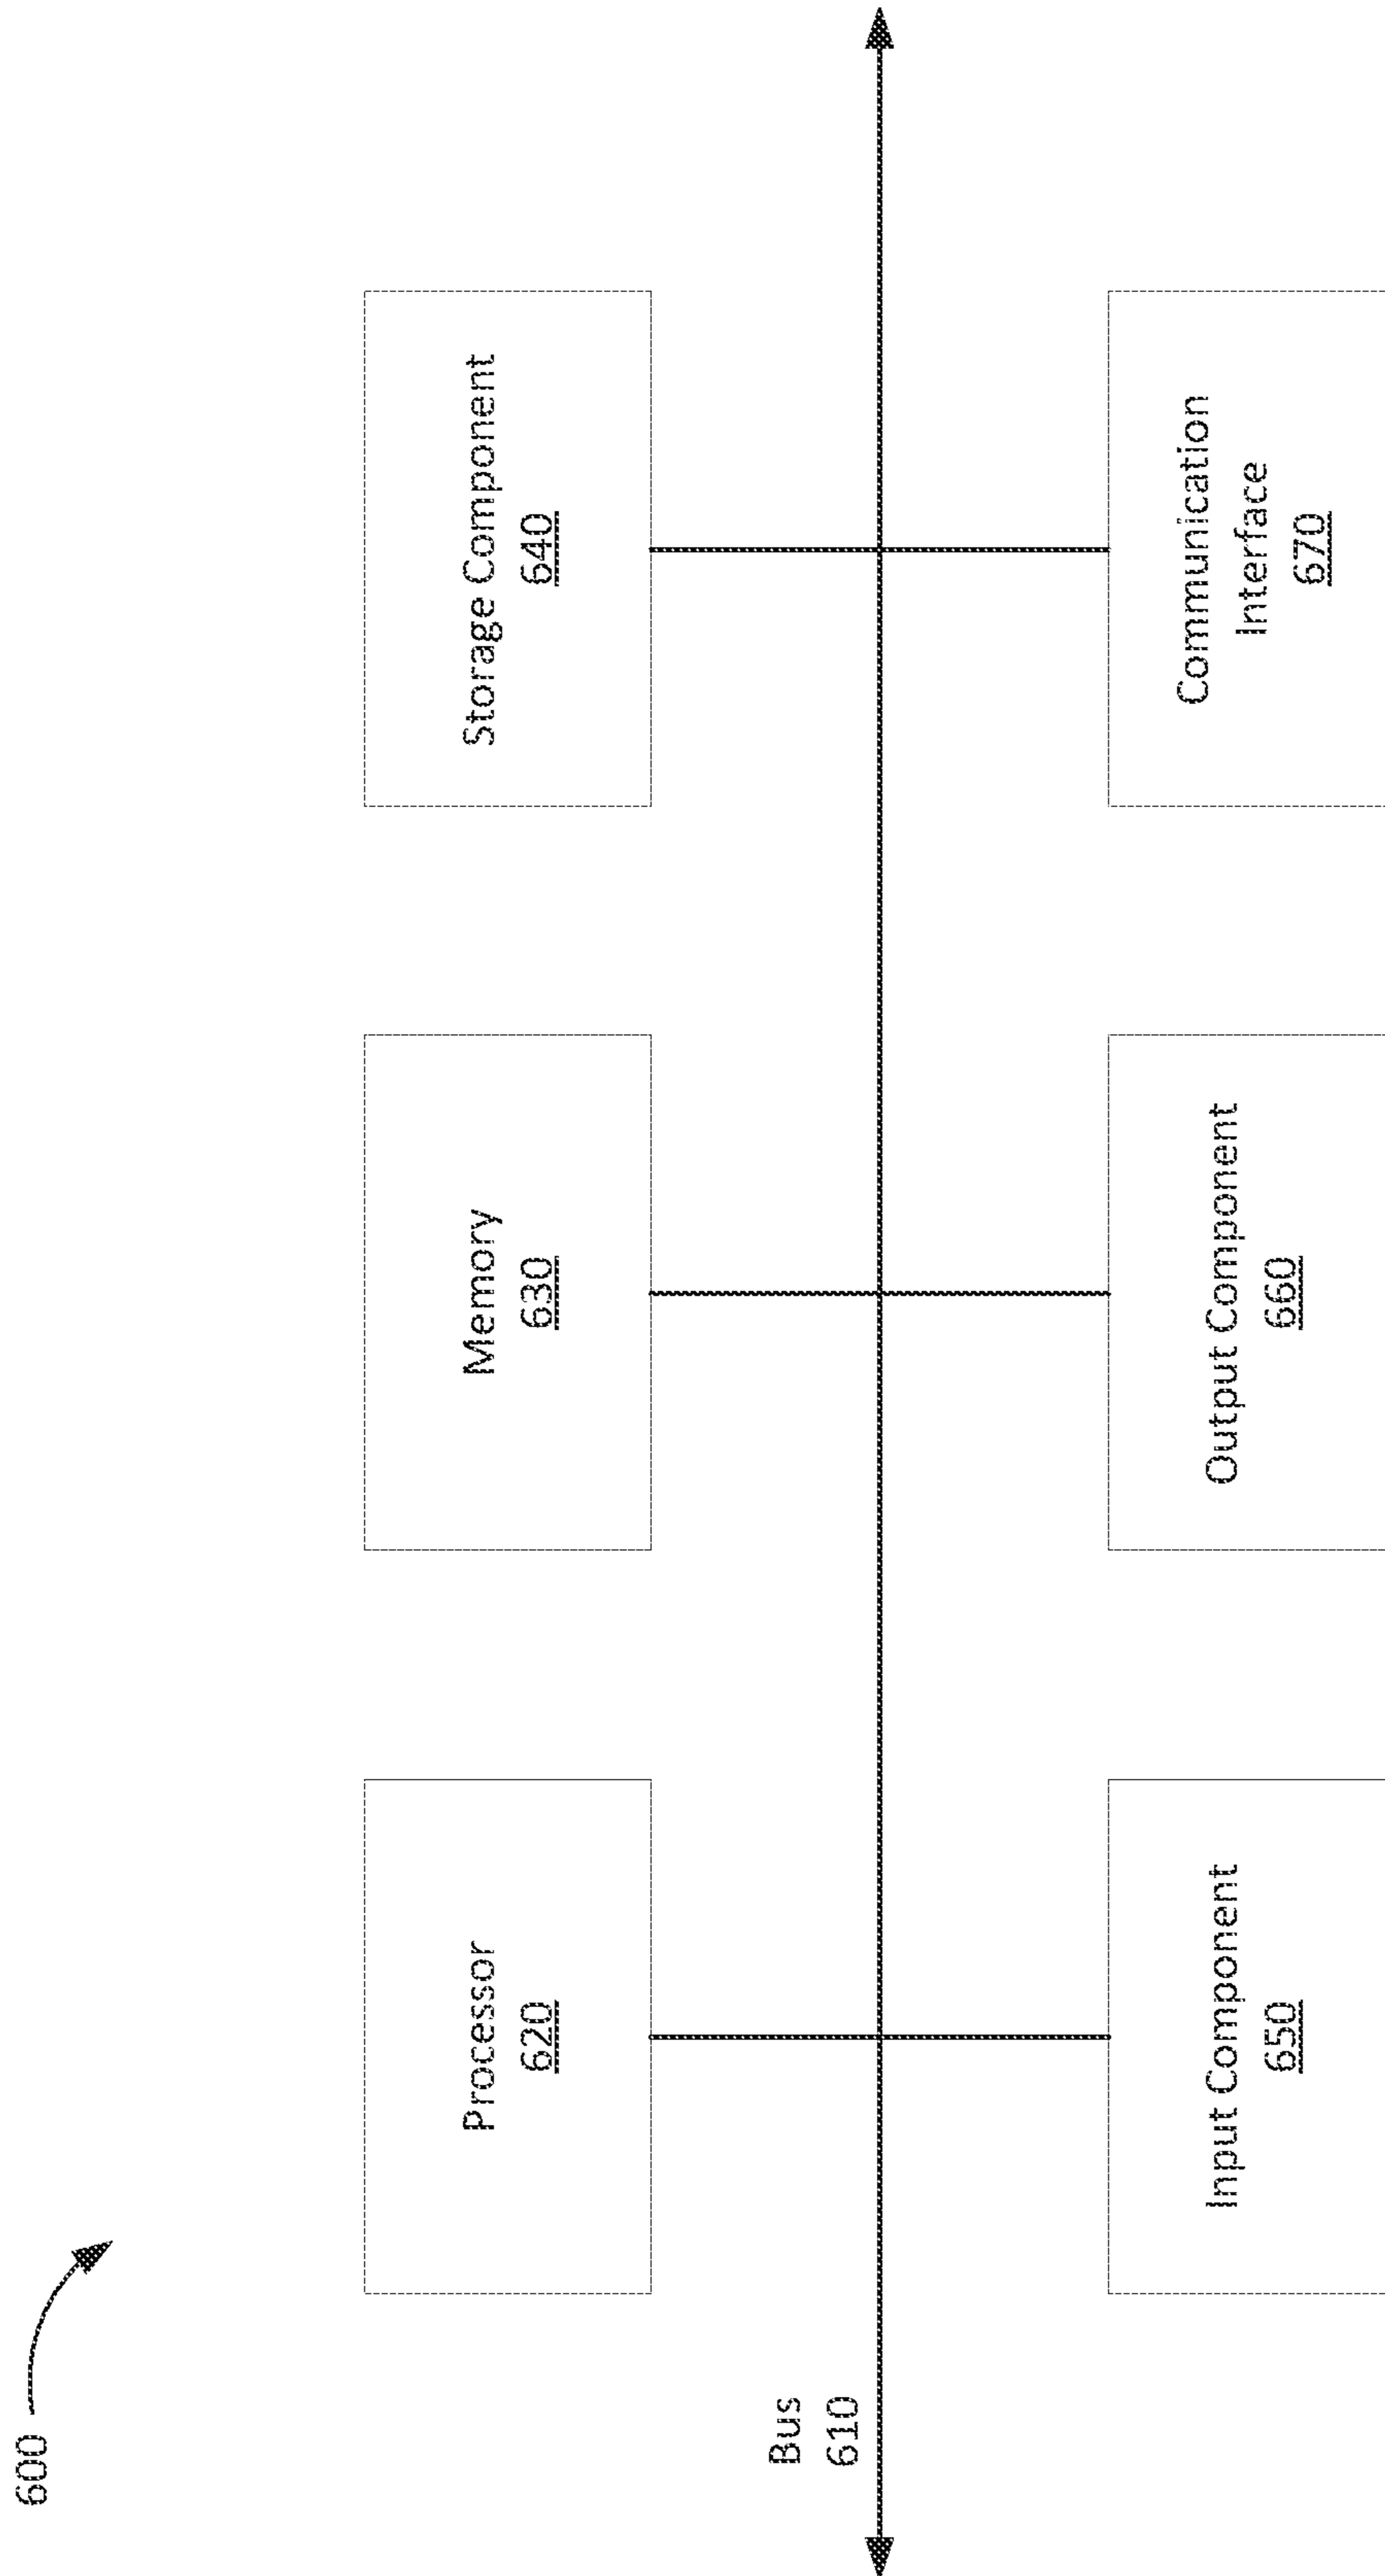 600
Processor
620
Memory
630
Storage Component
640
Bus
610
Input Component
650
Output Component
660
Communication
Interface
670